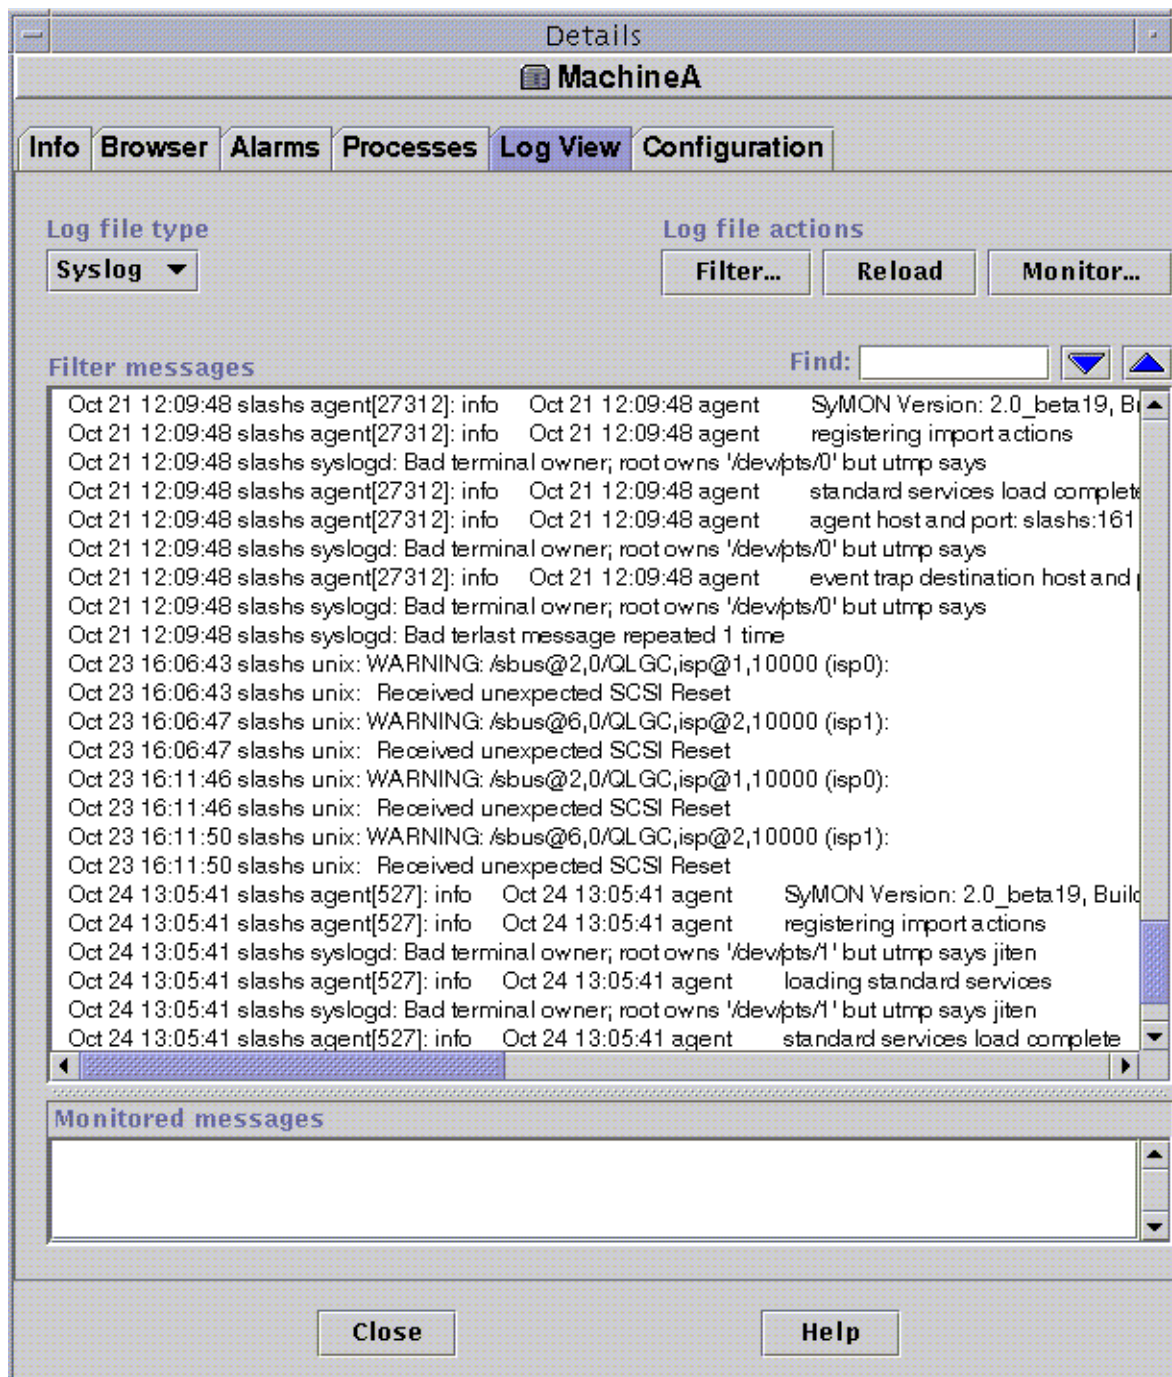 Details
MachineA
Info Browser Alarms Processes Log View Configuration
Log file type Log file actions
Syslog Filter... Reload Monitor...
Filter messages Find:
Oct 21 12:09:48 slashs agent[27312]: info Oct 21 12:09:48 agent SyMON Version: 2.0_beta19, Bu
Oct 21 12:09:48 slashs agent[27312]: info Oct 21 12:09:48 agent registering import actions
Oct 21 12:09:48 slashs syslogd: Bad terminal owner; root owns '/dev/pts/0' but utmp says
Oct 21 12:09:48 slashs agent[27312]: info Oct 21 12:09:48 agent standard services load complete
Oct 21 12:09:48 slashs agent[27312]: info Oct 21 12:09:48 agent agent host and port: slashs:161
Oct 21 12:09:48 slashs syslogd: Bad terminal owner; root owns '/dev/pts/0' but utmp says
Oct 21 12:09:48 slashs agent[27312]: info Oct 21 12:09:48 agent event trap destination host and
Oct 21 12:09:48 slashs syslogd: Bad terminal owner; root owns '/dev/pts/0' but utmp says
Oct 21 12:09:48 slashs syslogd: Bad terlast message repeated 1 time
Oct 23 16:06:43 slashs unix: WARNING: /sbus@2,0/QLGC,isp@1,10000 (isp0):
Oct 23 16:06:43 slashs unix: Received unexpected SCSI Reset
Oct 23 16:06:47 slashs unix: WARNING: /sbus@6,0/QLGC,isp@2,10000 (isp1):
Oct 23 16:06:47 slashs unix: Received unexpected SCSI Reset
Oct 23 16:11:46 slashs unix: WARNING: /sbus@2,0/QLGC,isp@1,10000 (isp0):
Oct 23 16:11:46 slashs unix: Received unexpected SCSI Reset
Oct 23 16:11:50 slashs unix: WARNING: /sbus@6,0/QLGC,isp@2,10000 (isp1):
Oct 23 16:11:50 slashs unix: Received unexpected SCSI Reset
Oct 24 13:05:41 slashs agent[527]: info Oct 24 13:05:41 agent SyMON Version: 2.0_beta19, Build
Oct 24 13:05:41 slashs agent[527]: info Oct 24 13:05:41 agent registering import actions
Oct 24 13:05:41 slashs syslogd: Bad terminal owner; root owns '/dev/pts/1' but utmp says jiten
Oct 24 13:05:41 slashs agent[527]: info Oct 24 13:05:41 agent loading standard services
Oct 24 13:05:41 slashs syslogd: Bad terminal owner; root owns '/dev/pts/1' but utmp says jiten
Oct 24 13:05:41 slashs agent[527]: info Oct 24 13:05:41 agent standard services load complete
Monitored messages
Close Help